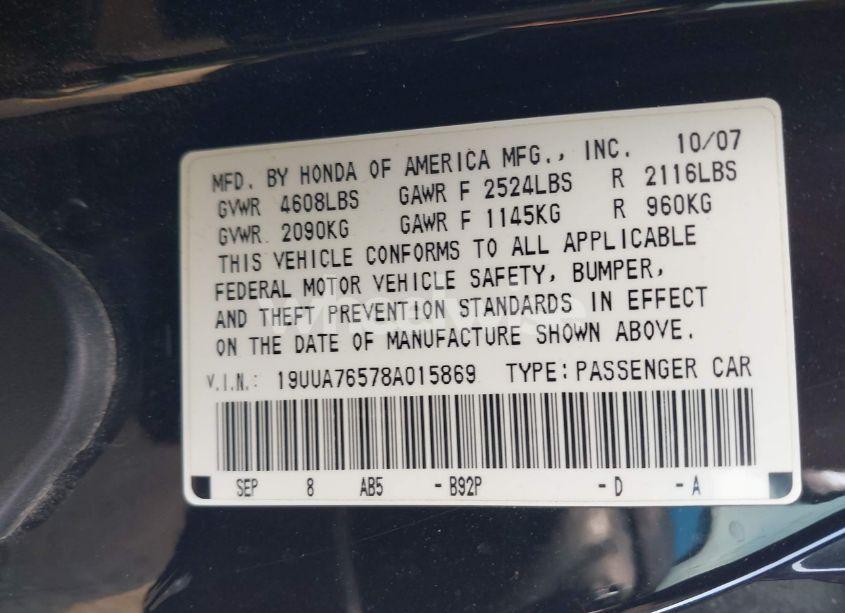 MFD. BY HONDA OF AMERICA MFG., INC. 10/07
GVWR 4608LBS GAWR F 2524LBS R 2116LBS
GVWR 2090KG GAWR F 1145KG R 960KG
THIS VEHICLE CONFORMS TO ALL APPLICABLE
FEDERAL MOTOR VEHICLE SAFETY, BUMPER,
AND THEFT PREVENTION STANDARDS IN EFFECT
ON THE DATE OF MANUFACTURE SHOWN ABOVE.
V.I.N.: 19UUA76578A015869 TYPE:PASSENGER CAR
SEP 8 AB5 -B92P -D -A